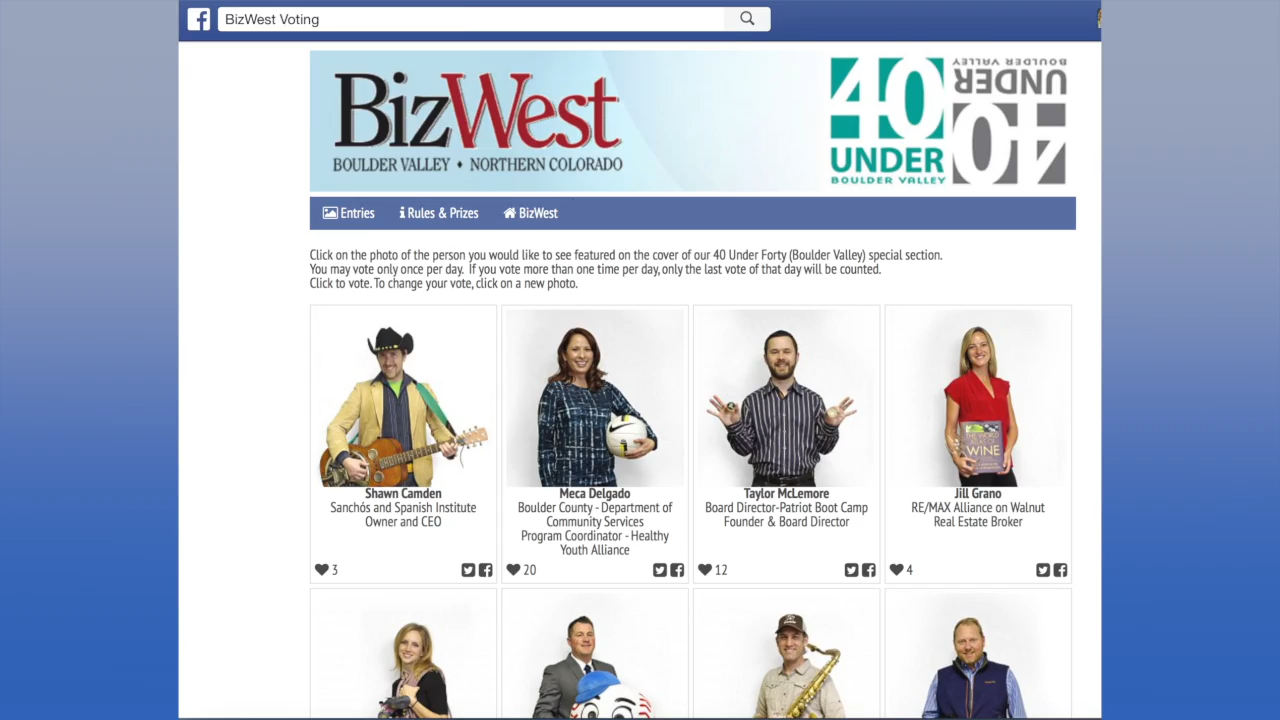 BizWest Voting
BizWest
BOULDER VALLEY • NORTHERN COLORADO
40
UNDER
BOULDER VALLEY
40
UNDER
BOULDER VALLEY
Entries
Rules & Prizes
BizWest
Click on the photo of the person you would like to see featured on the cover of our 40 Under Forty (Boulder Valley) special section.
You may vote only once per day. If you vote more than one time per day, only the last vote of that day will be counted.
Click to vote. To change your vote, click on a new photo.
Shawn Camden
Sanchós and Spanish Institute
Owner and CEO
3
Meca Delgado
Boulder County - Department of
Community Services
Program Coordinator - Healthy
Youth Alliance
20
Taylor McLemore
Board Director-Patriot Boot Camp
Founder & Board Director
12
THE WORLD
ATLAS OF
WINE
Jill Grano
RE/MAX Alliance on Walnut
Real Estate Broker
4